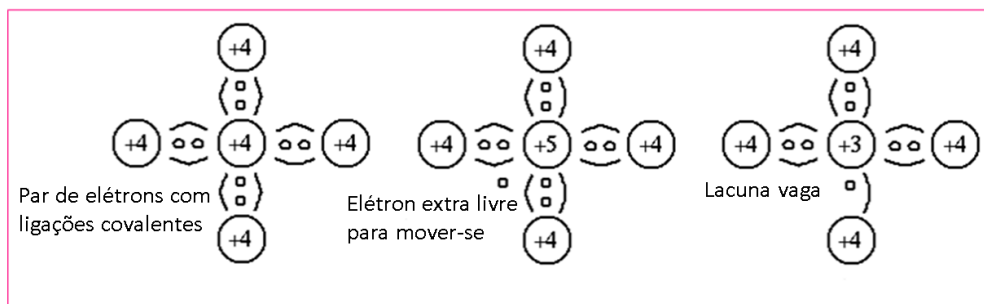 +4 +4 +4
+4 +4 +4 +4 +5 +4 +4 +3 +4
Par de elétrons com
ligações covalentes
Elétron extra livre
para mover-se
Lacuna vaga
+4 +4 +4